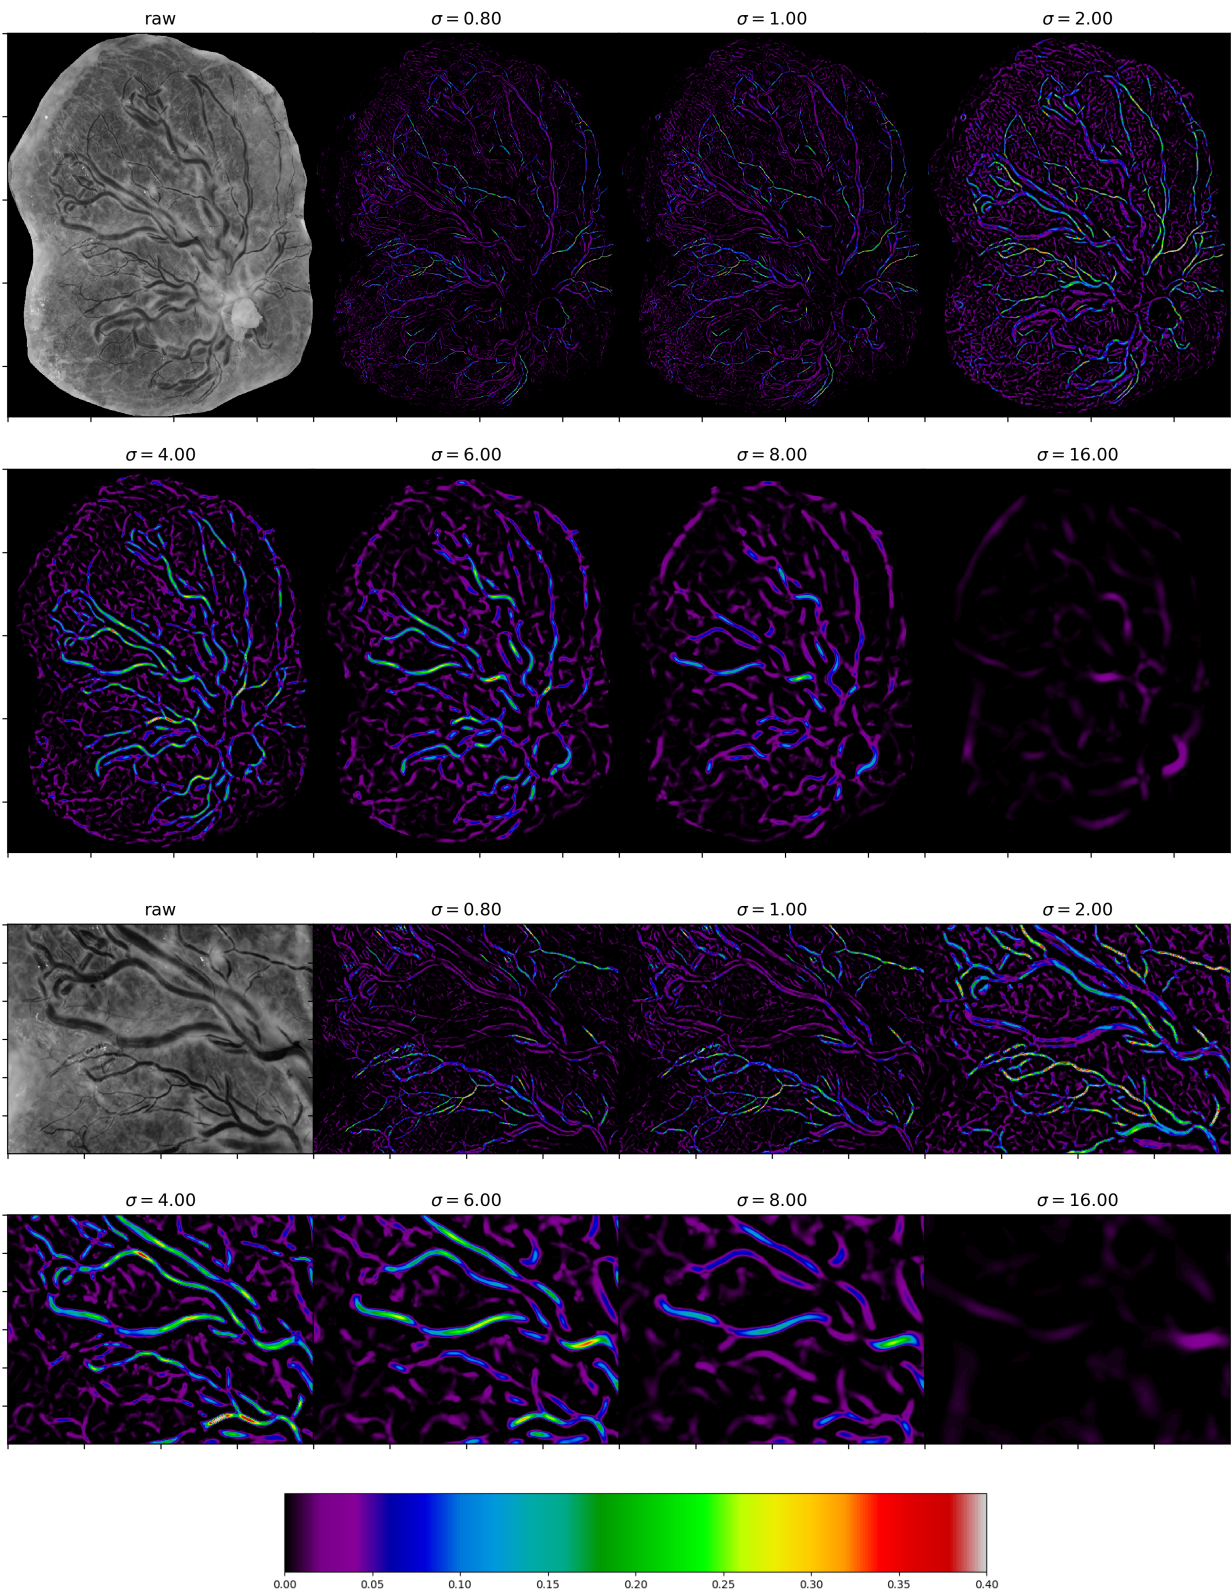 raw σ = 0.80 σ = 1.00 σ = 2.00
σ = 4.00 σ = 6.00 σ = 8.00 σ = 16.00
raw σ = 0.80 σ = 1.00 σ = 2.00
σ = 4.00 σ = 6.00 σ = 8.00 σ = 16.00
0.00 0.05 0.10 0.15 0.20 0.25 0.30 0.35 0.40